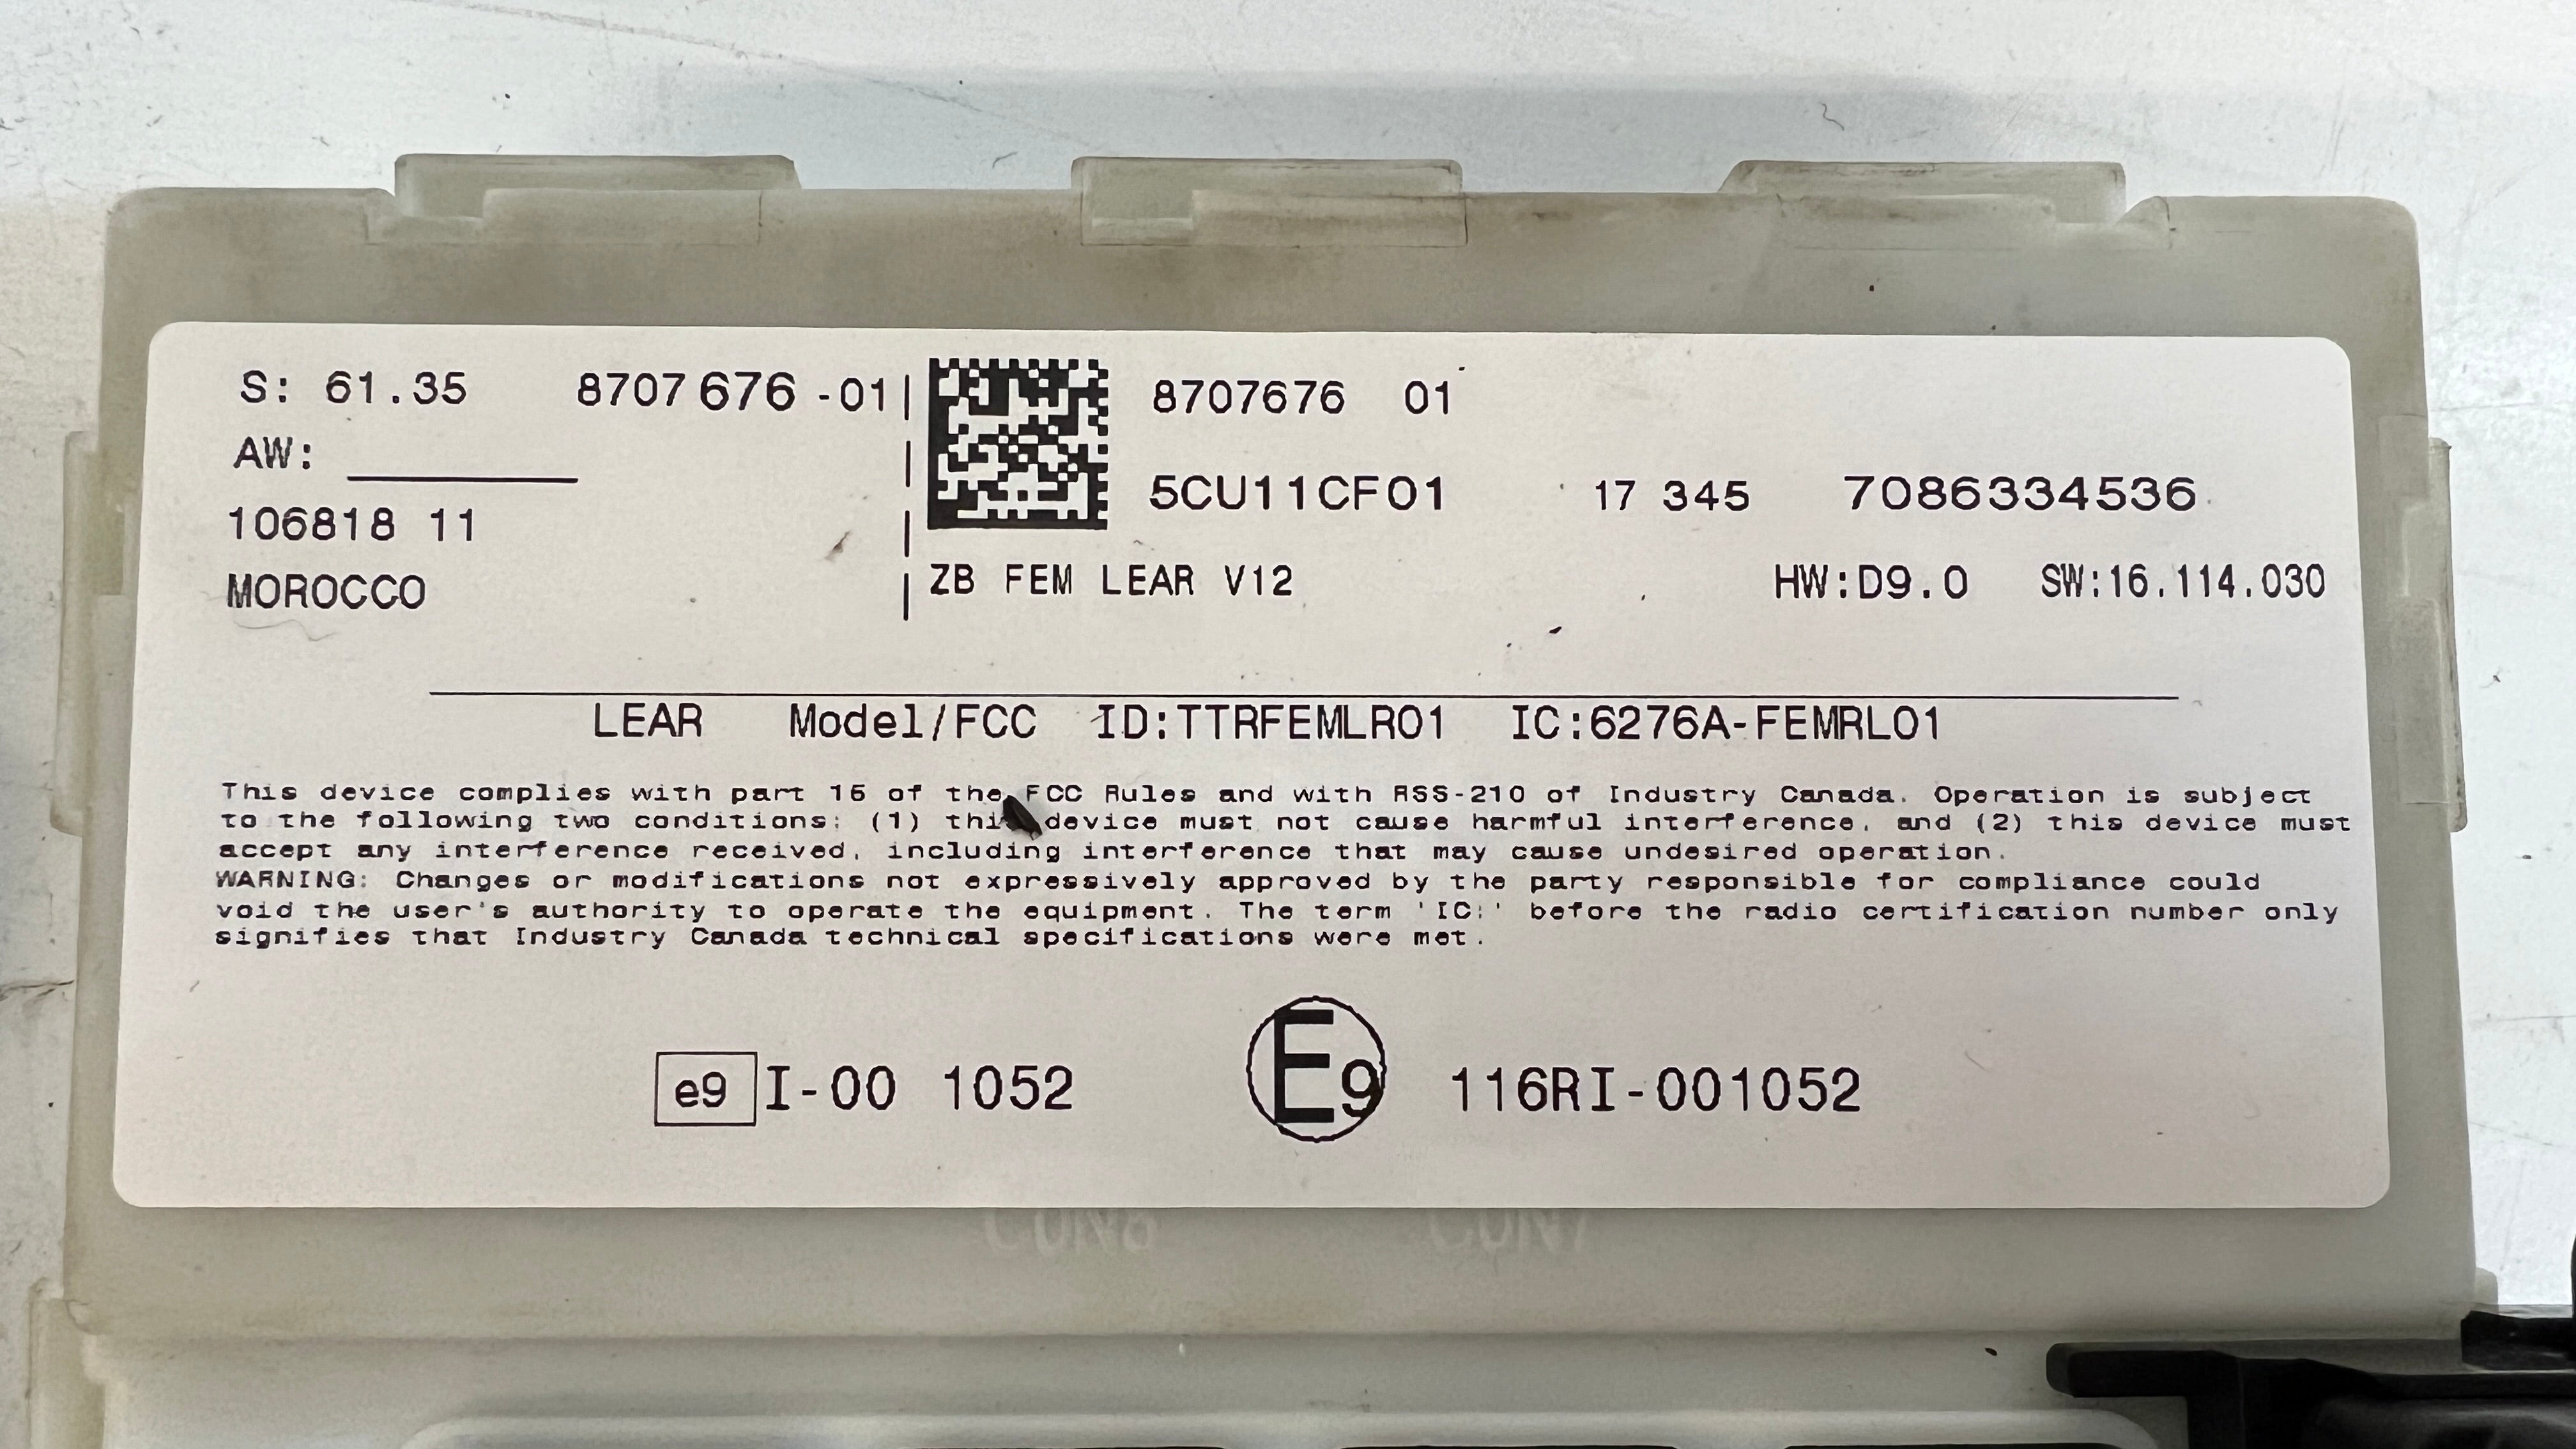 S: 61.35 8707 676 -01
AW:
106818 11
MOROCCO
8707676 01
5CU11CF01 17 345 7086334536
ZB FEM LEAR V12 HW:D9.0 SW:16.114.030
LEAR Model/FCC ID:TTRFEMLR01 IC:6276A-FEMRL01
This device complies with part 15 of the FCC Rules and with RSS-210 of Industry Canada. Operation is subject
to the following two conditions: (1) this device must not cause harmful interference, and (2) this device must
accept any interference received, including interference that may cause undesired operation.
WARNING: Changes or modifications not expressively approved by the party responsible for compliance could
void the user's authority to operate the equipment. The term 'IC:' before the radio certification number only
signifies that Industry Canada technical specifications were met.
e9 I-00 1052 E9 116RI-001052
CON6 CON7